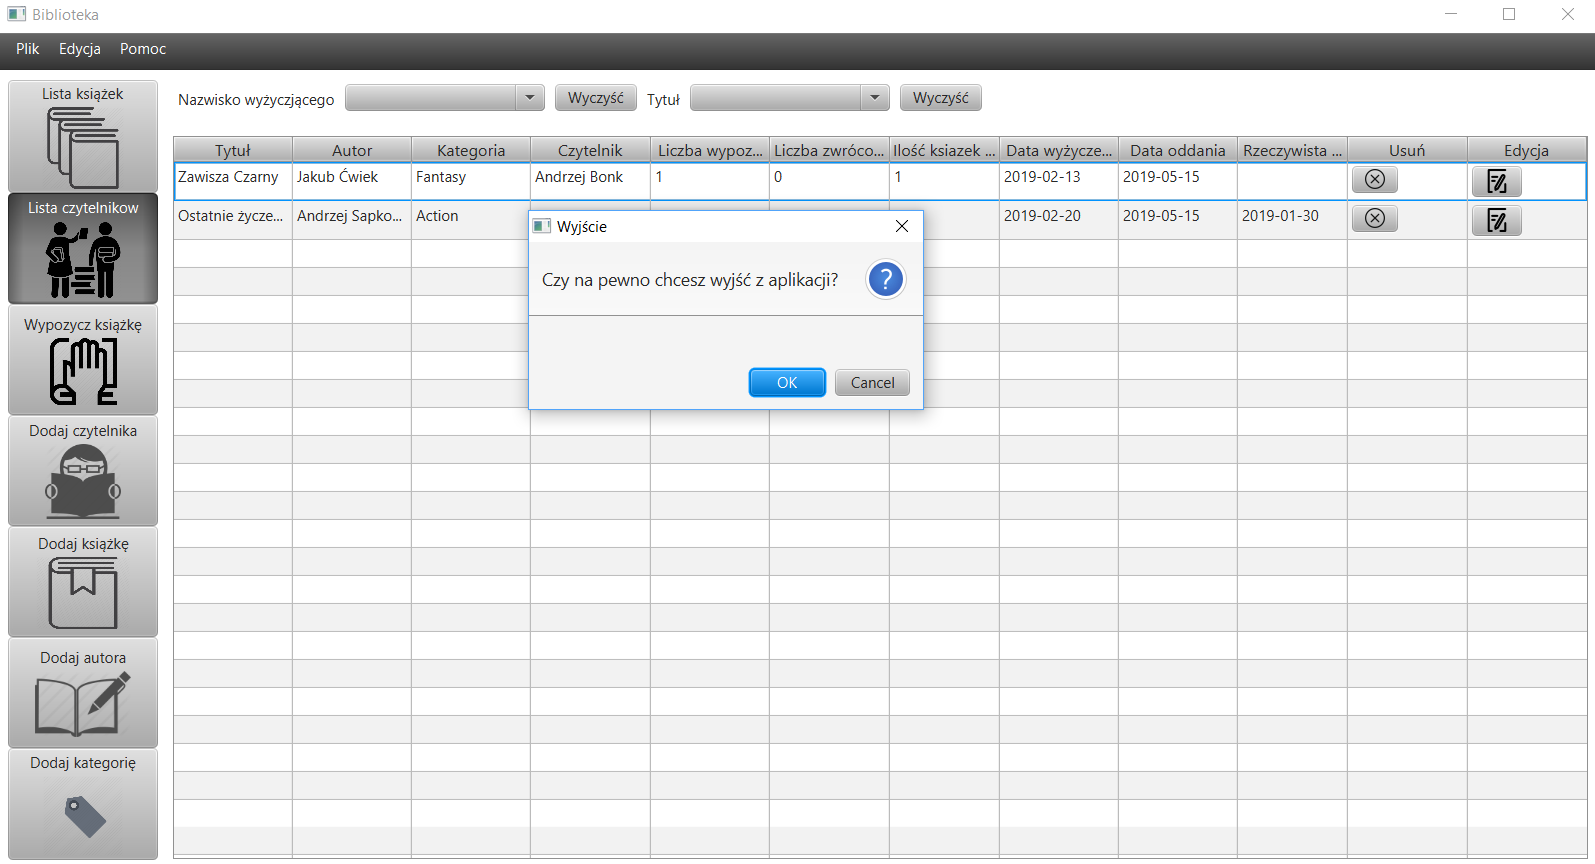 Biblioteka
Plik Edycja Pomoc
Lista książek
Lista czytelnikow
Wypozycz książkę
Dodaj czytelnika
Dodaj książkę
Dodaj autora
Dodaj kategorię
Nazwisko wyżyczjącego Wyczyść Tytuł Wyczyść
Tytuł Autor Kategoria Czytelnik Liczba wypoz... Liczba zwróco... Ilość ksiazek ... Data wyżycze... Data oddania Rzeczywista ... Usuń Edycja
Zawisza Czarny Jakub Ćwiek Fantasy Andrzej Bonk 1 0 1 2019-02-13 2019-05-15
Ostatnie życze... Andrzej Sapko... Action 2019-02-20 2019-05-15 2019-01-30
Wyjście
Czy na pewno chcesz wyjść z aplikacji? ?
OK Cancel